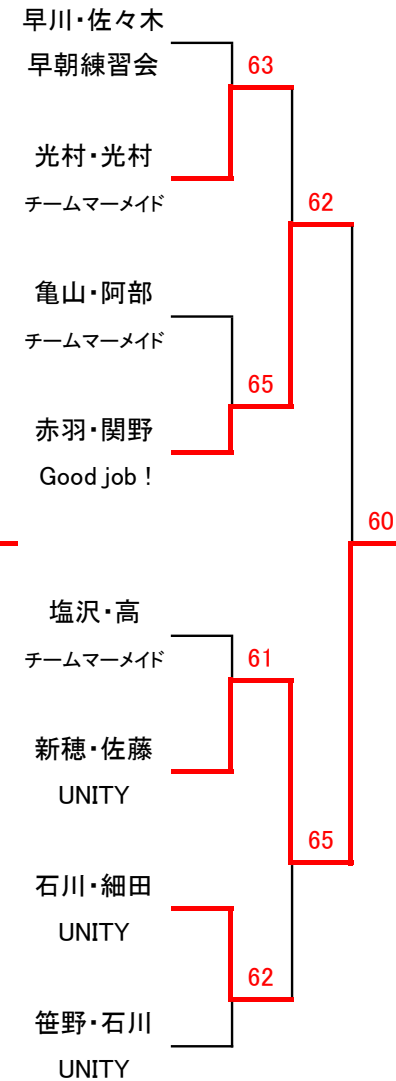 早川・佐々木
早朝練習会
63
光村・光村
チームマーメイド
62
亀山・阿部
チームマーメイド
65
赤羽・関野
Good job！
60
塩沢・高
チームマーメイド
61
新穂・佐藤
UNITY
65
石川・細田
UNITY
62
笹野・石川
UNITY